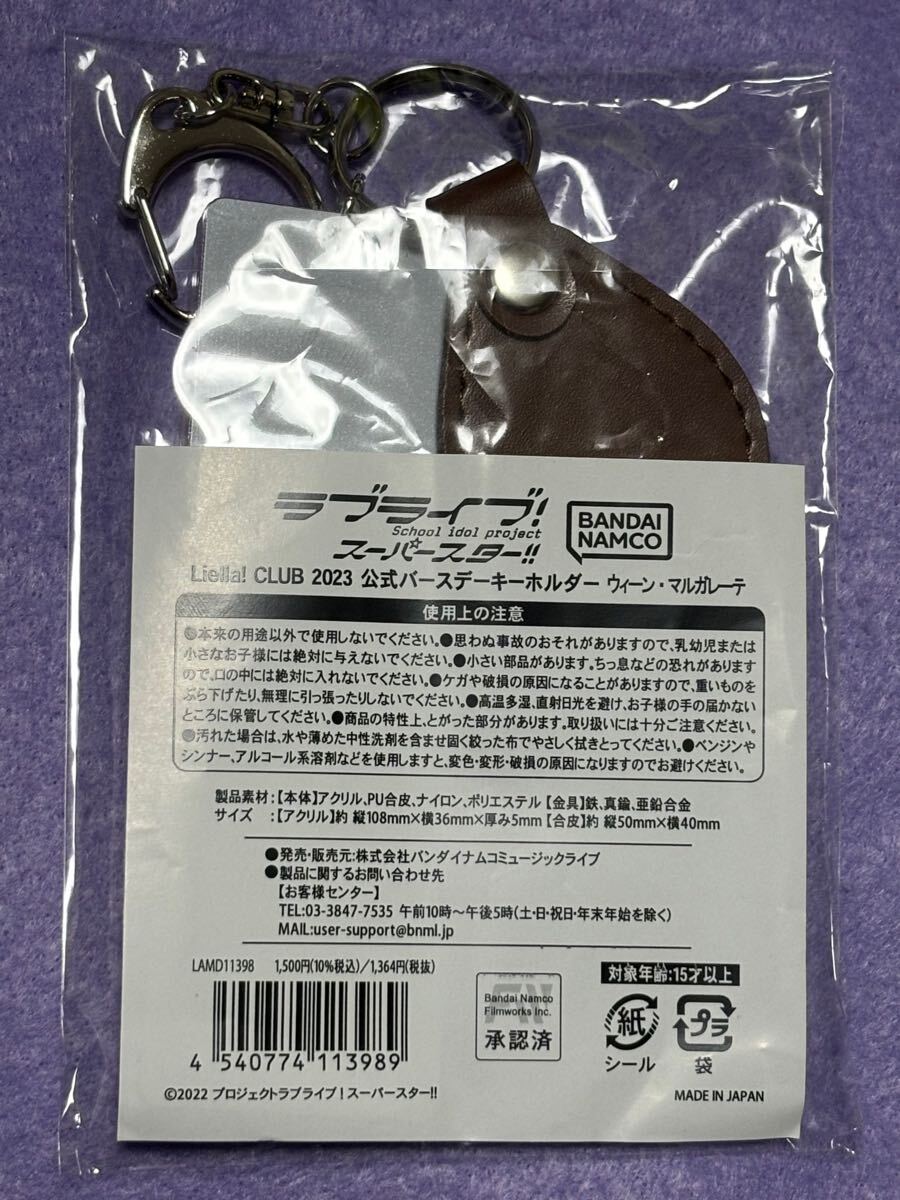 ラブライブ!
School idol project
スーパースター!!
BANDAI
NAMCO
Liella! CLUB 2023 公式バースデーキーホルダー ウィーン・マルガレーテ
使用上の注意
●本来の用途以外で使用しないでください。●思わぬ事故のおそれがありますので、乳幼児または
小さなお子様には絶対に与えないでください。●小さい部品があります。ちっ息などの恐れがあります
ので、口の中には絶対に入れないでください。●ケガや破損の原因になることがありますので、重いものを
ぶら下げたり、無理に引っ張ったりしないでください。●高温多湿、直射日光を避け、お子様の手の届かない
ところに保管してください。●商品の特性上、とがった部分があります。取り扱いには十分ご注意ください。
●汚れた場合は、水や薄めた中性洗剤を含ませ固く絞った布でやさしく拭きとってください。●ベンジンや
シンナー、アルコール系溶剤などを使用しますと、変色・変形・破損の原因になりますのでお避けください。
製品素材:【本体】アクリル、PU合皮、ナイロン、ポリエステル 【金具】鉄、真鍮、亜鉛合金
サイズ :【アクリル】約 縦108mm×横36mm×厚み5mm 【合皮】約 縦50mm×横40mm
●発売・販売元:株式会社バンダイナムコミュージックライブ
●製品に関するお問い合わせ先
【お客様センター】
TEL:03-3847-7535 午前10時〜午後5時(土・日・祝日・年末年始を除く)
MAIL:user-support@bnml.jp
LAMD11398 1,500円(10%税込)/1,364円(税抜)
4 540774 113989
Bandai Namco
Filmworks Inc.
承認済
対象年齢:15才以上
紙
シール
プラ
袋
©2022 プロジェクトラブライブ!スーパースター!!
MADE IN JAPAN